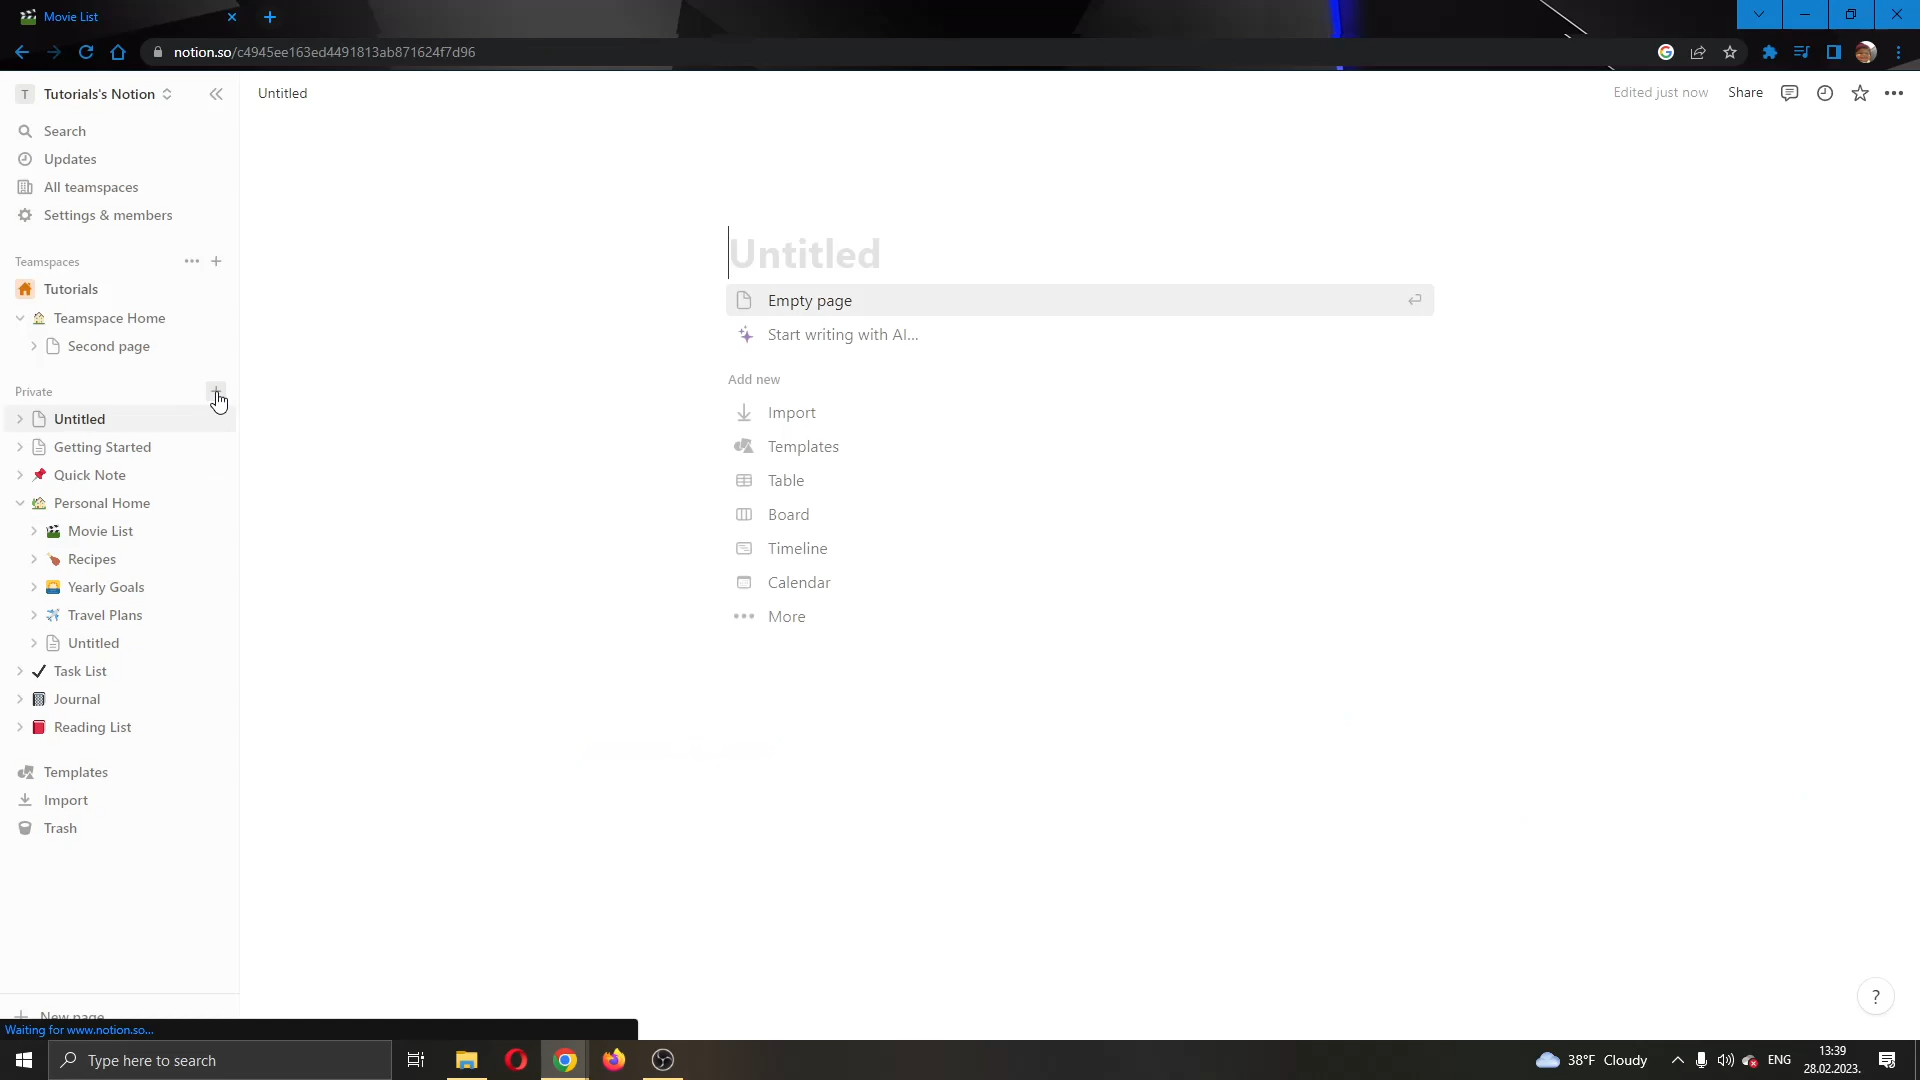 Movie List
notion.so/c4945ee163ed4491813ab871624f7d96
T Tutorials's Notion
Search
Updates
All teamspaces
Settings & members
Teamspaces
Tutorials
Teamspace Home
Second page
Private
Untitled
Getting Started
Quick Note
Personal Home
Movie List
Recipes
Yearly Goals
Travel Plans
Untitled
Task List
Journal
Reading List
Templates
Import
Trash
New page
Waiting for www.notion.so...
Untitled
Edited just now
Share
Untitled
Empty page
Start writing with AI...
Add new
Import
Templates
Table
Board
Timeline
Calendar
More
?
Type here to search
38°F Cloudy
ENG
13:39
28.02.2023.